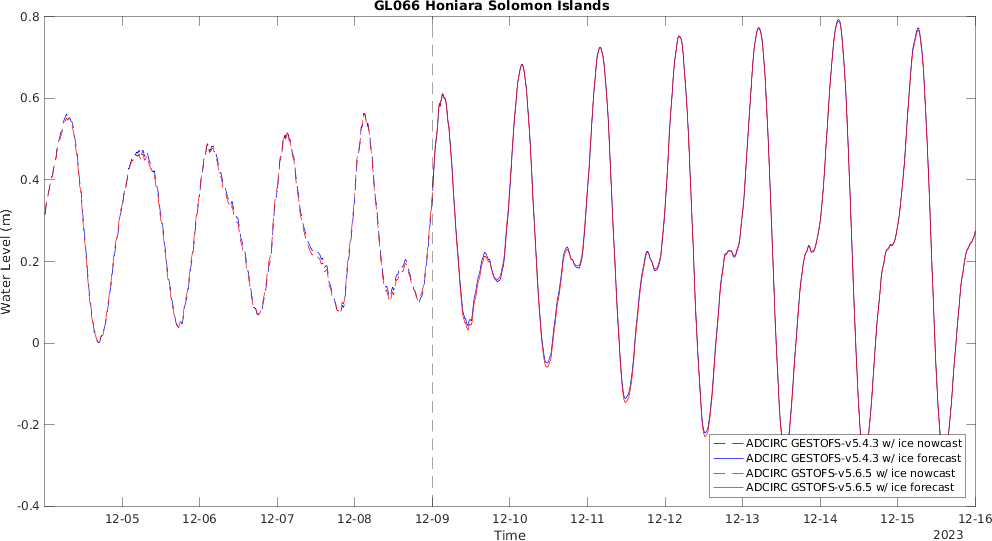 GL066 Honiara Solomon Islands
Water Level (m)
0.8
0.6
0.4
0.2
0
-0.2
-0.4
12-05
12-06
12-07
12-08
12-09
12-10
12-11
12-12
12-13
12-14
12-15
12-16
Time
2023
ADCIRC GESTOFS-v5.4.3 w/ ice nowcast
ADCIRC GESTOFS-v5.4.3 w/ ice forecast
ADCIRC GSTOFS-v5.6.5 w/ ice nowcast
ADCIRC GSTOFS-v5.6.5 w/ ice forecast